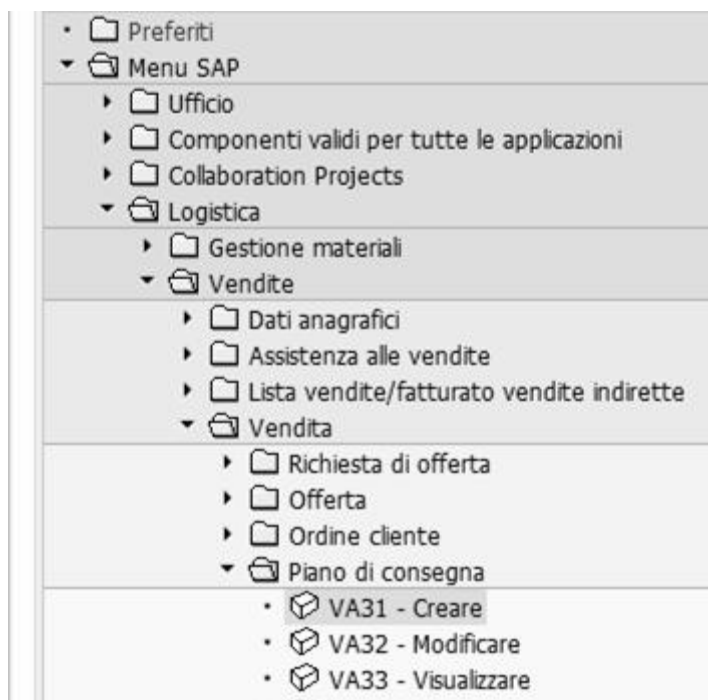 Preferiti
Menu SAP
Ufficio
Componenti validi per tutte le applicazioni
Collaboration Projects
Logistica
Gestione materiali
Vendite
Dati anagrafici
Assistenza alle vendite
Lista vendite/fatturato vendite indirette
Vendita
Richiesta di offerta
Offerta
Ordine cliente
Piano di consegna
VA31 - Creare
VA32 - Modificare
VA33 - Visualizzare